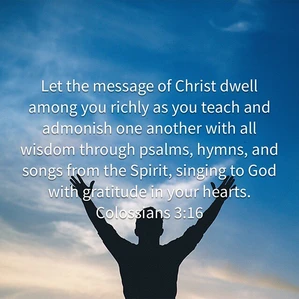 Let the message of Christ dwell
among you richly as you teach and
admonish one another with all
wisdom through psalms, hymns, and
songs from the Spirit, singing to God
with gratitude in your hearts.
Colossians 3:16